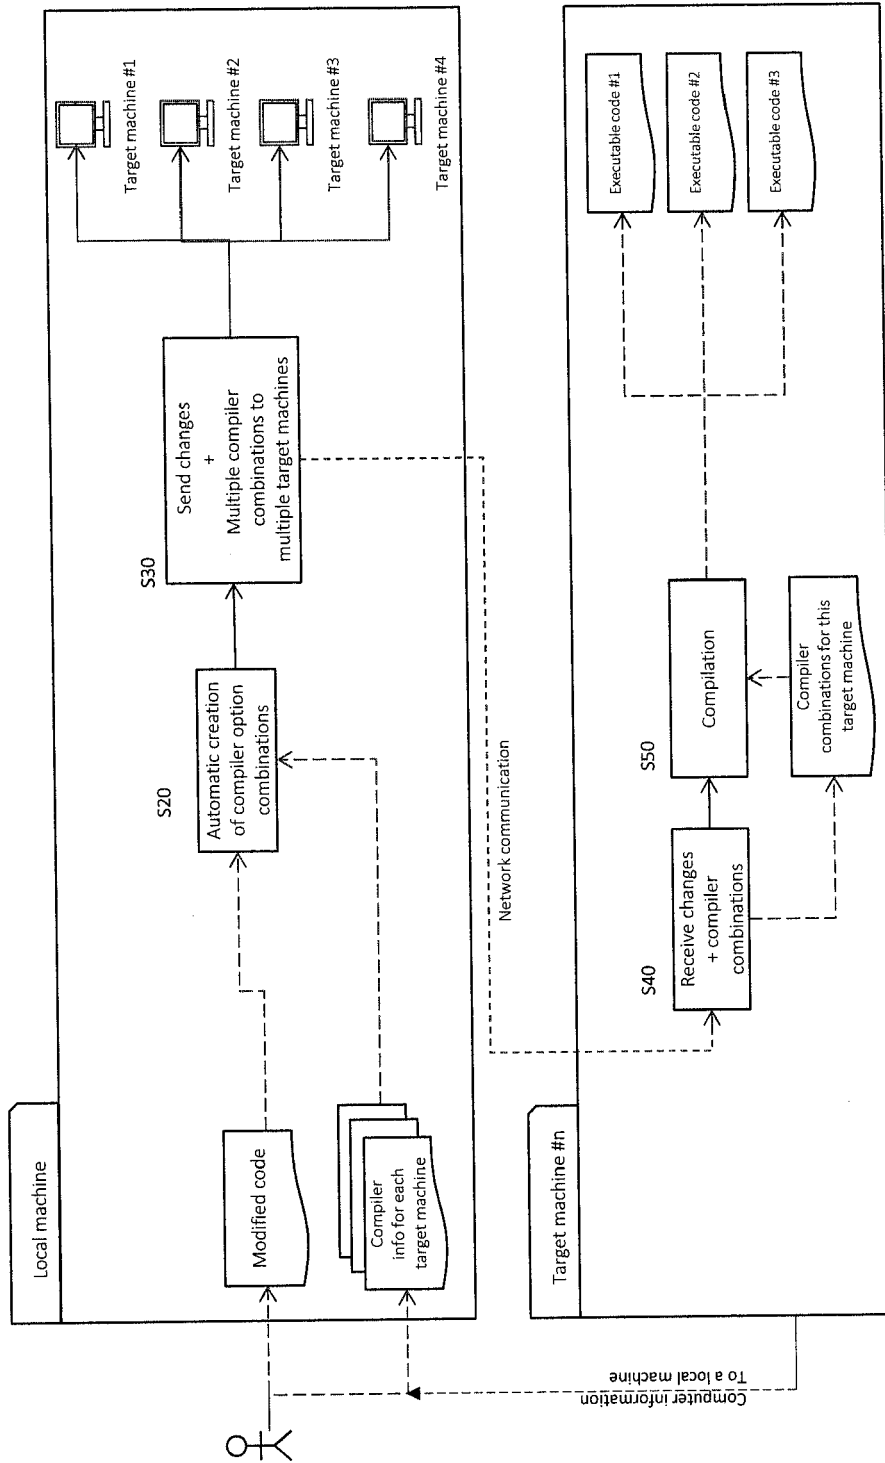 Local machine
Modified code
Compiler
info for each
target machine
S20
Automatic creation
of compiler option
combinations
S30
Send changes
+
Multiple compiler
combinations to
multiple target machines
Target machine #1
Target machine #2
Target machine #3
Target machine #4
Network communication
Computer information
To a local machine
Target machine #n
S40
Receive changes
+ compiler
combinations
S50
Compilation
Compiler
combinations for this
target machine
Executable code #1
Executable code #2
Executable code #3